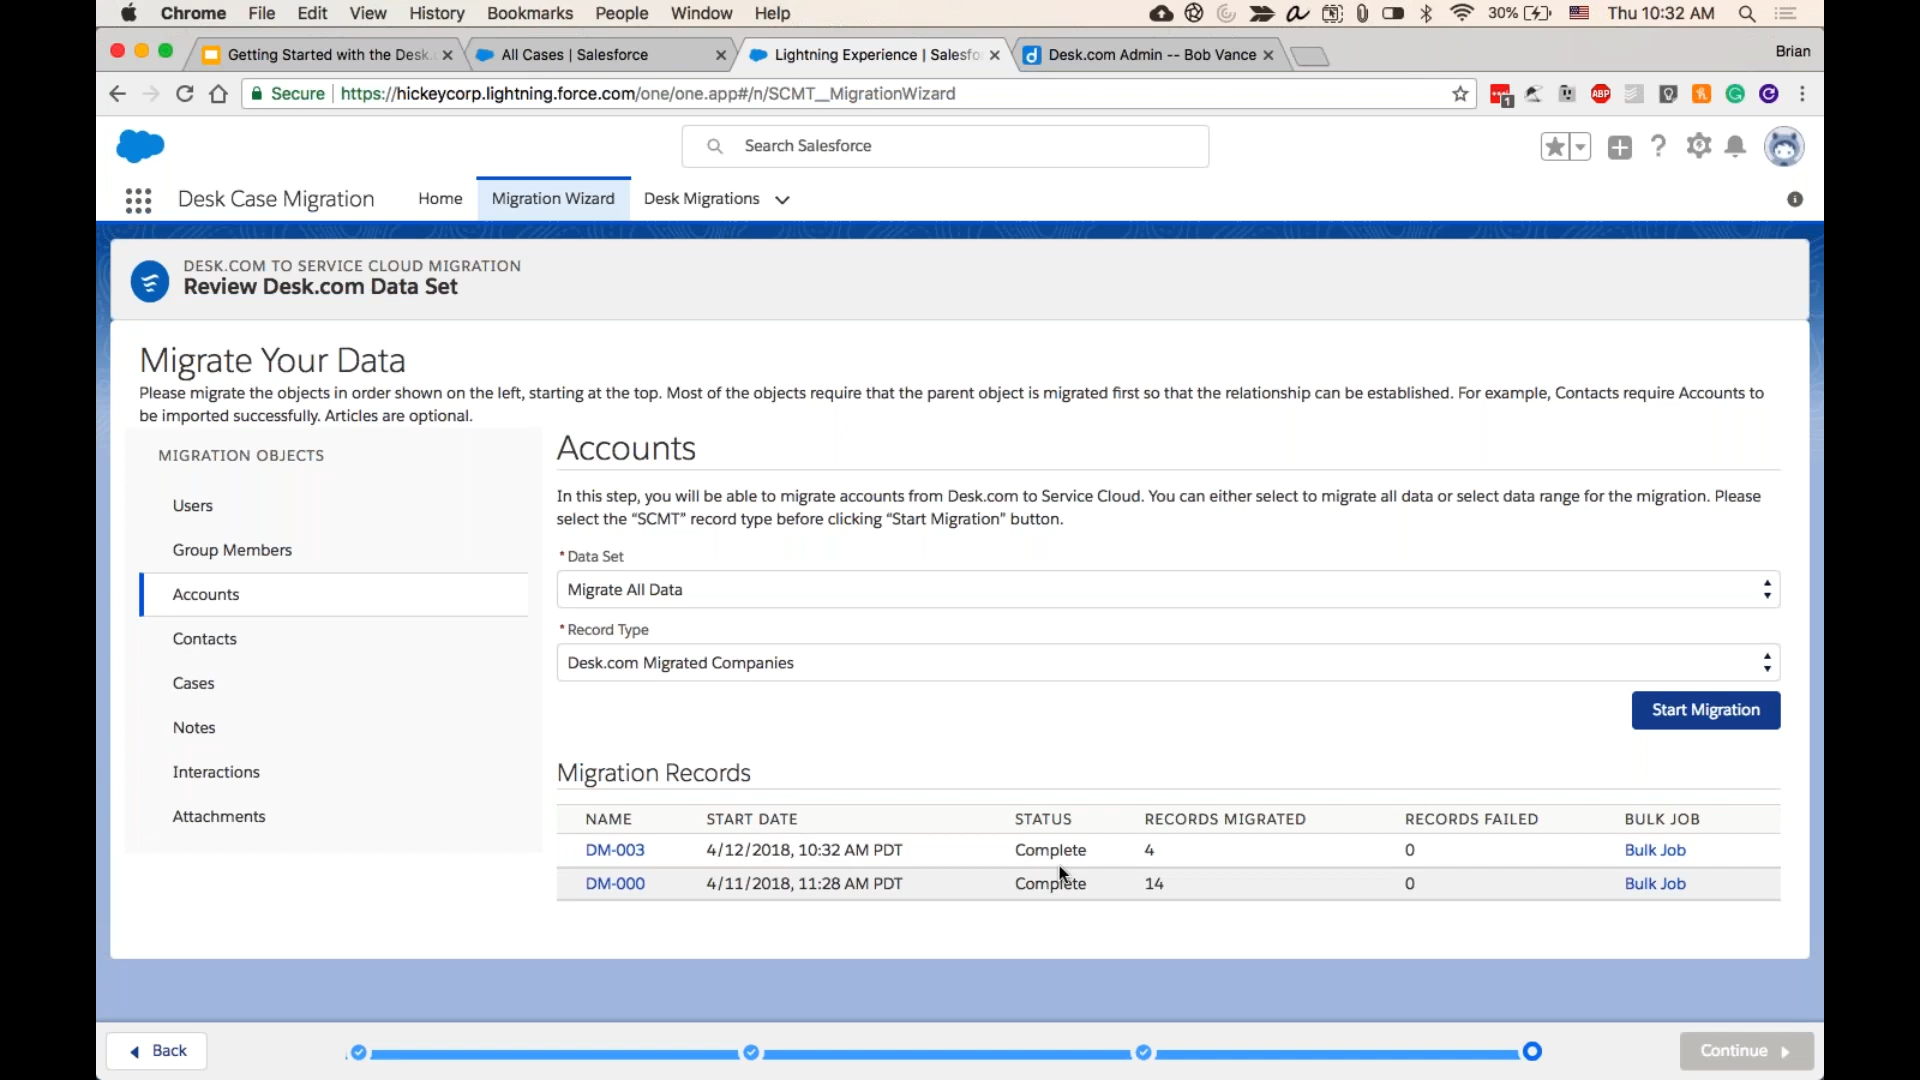 Chrome File Edit View History Bookmarks People Window Help 30% Thu 10:32 AM
Getting Started with the Desk. All Cases | Salesforce Lightning Experience | Salesfo Desk.com Admin -- Bob Vance Brian
Secure https://hickeycorp.lightning.force.com/one/one.app#/n/SCMT__MigrationWizard ABP 1
Search Salesforce
Desk Case Migration Home Migration Wizard Desk Migrations
DESK.COM TO SERVICE CLOUD MIGRATION
Review Desk.com Data Set
Migrate Your Data
Please migrate the objects in order shown on the left, starting at the top. Most of the objects require that the parent object is migrated first so that the relationship can be established. For example, Contacts require Accounts to
be imported successfully. Articles are optional.
MIGRATION OBJECTS
Users
Group Members
Accounts
Contacts
Cases
Notes
Interactions
Attachments
Accounts
In this step, you will be able to migrate accounts from Desk.com to Service Cloud. You can either select to migrate all data or select data range for the migration. Please
select the “SCMT” record type before clicking “Start Migration” button.
*Data Set
Migrate All Data
*Record Type
Desk.com Migrated Companies
Start Migration
Migration Records
NAME START DATE STATUS RECORDS MIGRATED RECORDS FAILED BULK JOB
DM-003 4/12/2018, 10:32 AM PDT Complete 4 0 Bulk Job
DM-000 4/11/2018, 11:28 AM PDT Complete 14 0 Bulk Job
Back Continue